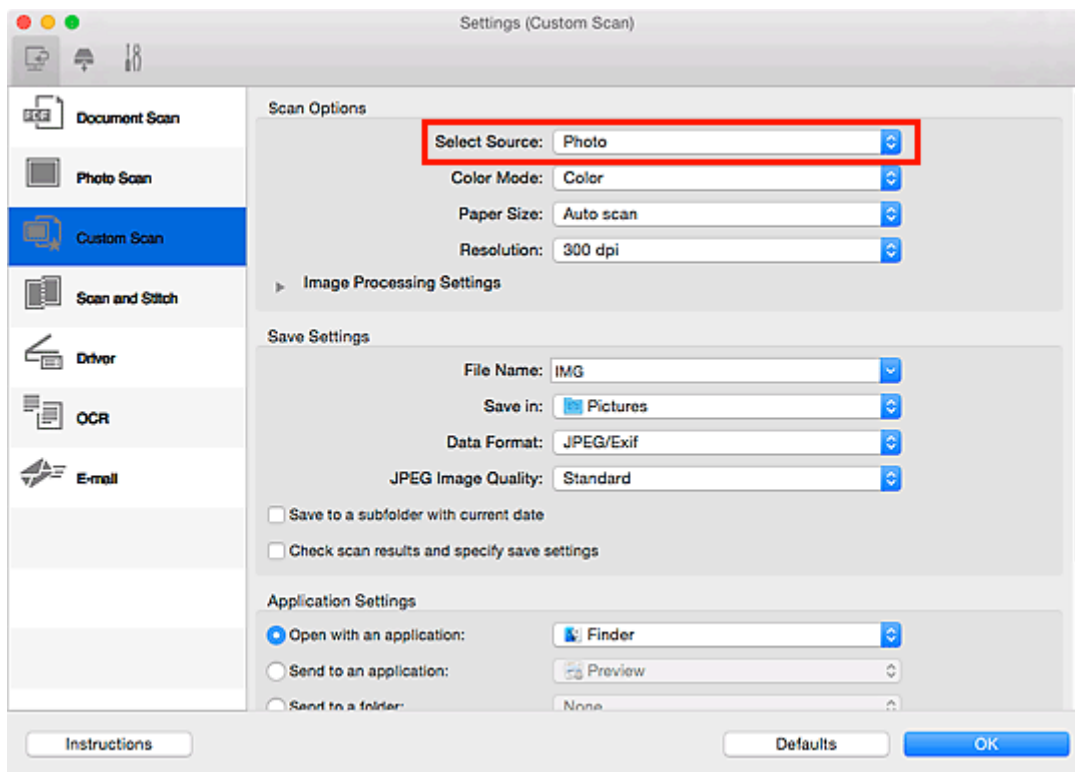 Settings (Custom Scan)
Document Scan
Photo Scan
Custom Scan
Scan and Stitch
Driver
OCR
E-mail
Scan Options
Select Source: Photo
Color Mode: Color
Paper Size: Auto scan
Resolution: 300 dpi
Image Processing Settings
Save Settings
File Name: IMG
Save in: Pictures
Data Format: JPEG/Exif
JPEG Image Quality: Standard
Save to a subfolder with current date
Check scan results and specify save settings
Application Settings
Open with an application: Finder
Send to an application: Preview
Send to a folder: None
Instructions
Defaults
OK